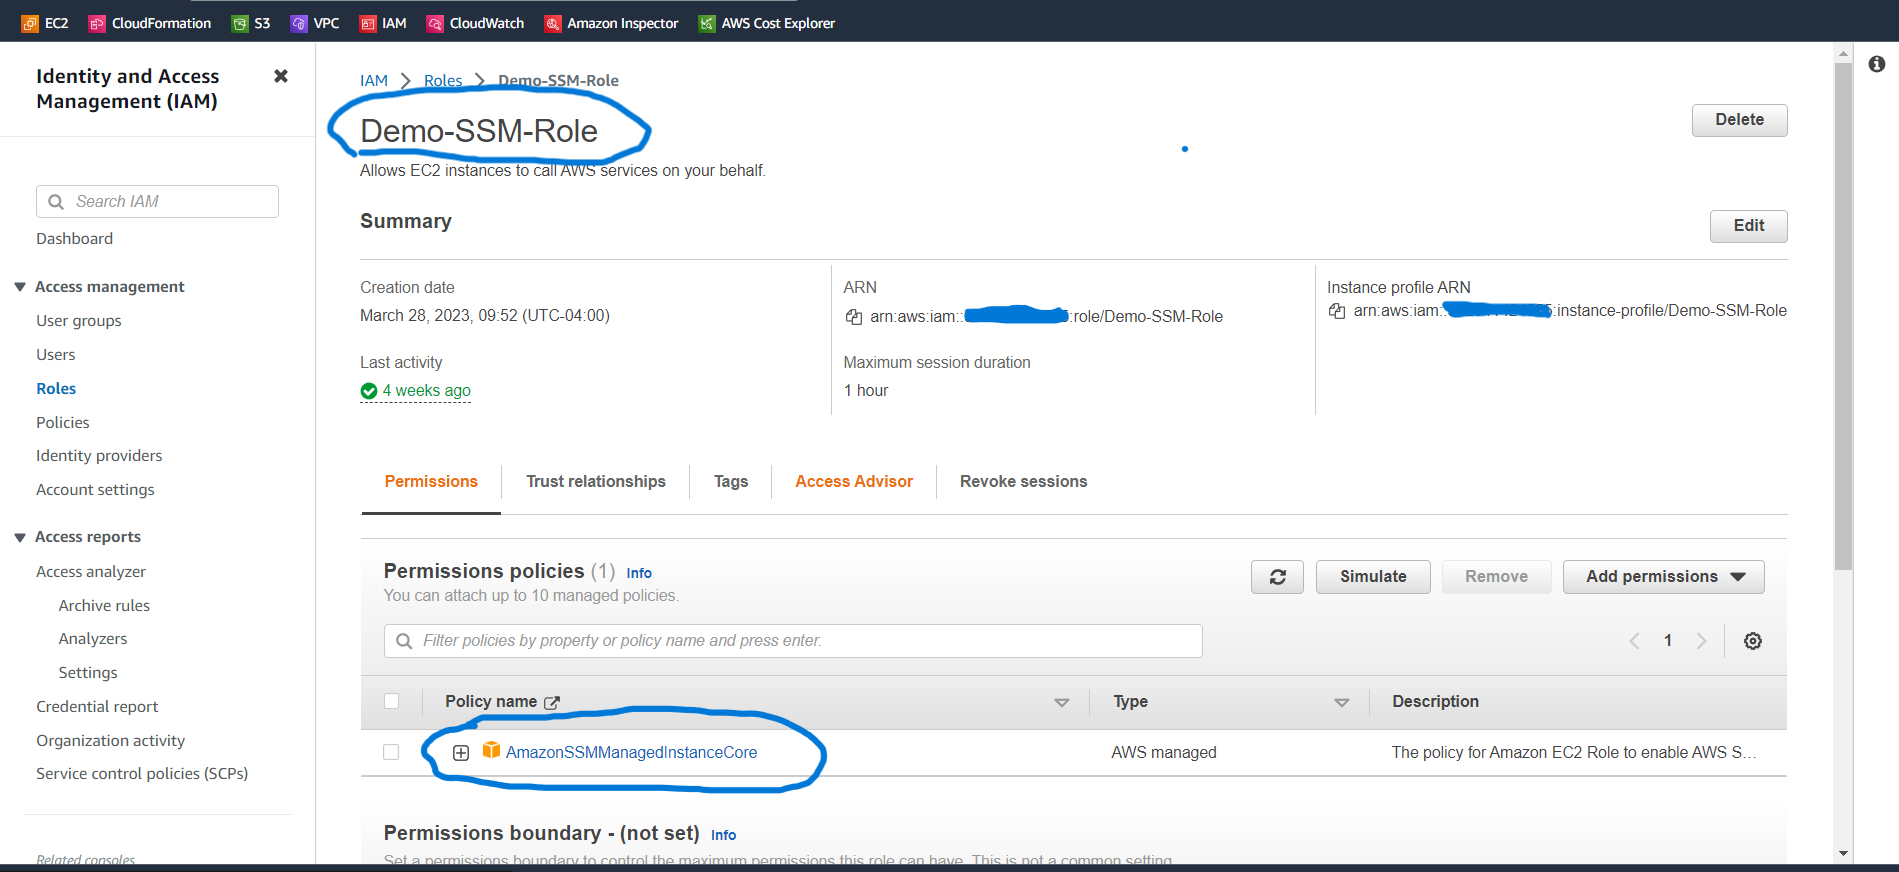 EC2 CloudFormation S3 VPC IAM CloudWatch Amazon Inspector AWS Cost Explorer
Identity and Access
Management (IAM)
Search IAM
Dashboard
Access management
User groups
Users
Roles
Policies
Identity providers
Account settings
Access reports
Access analyzer
Archive rules
Analyzers
Settings
Credential report
Organization activity
Service control policies (SCPs)
Related consoles
IAM > Roles > Demo-SSM-Role
Demo-SSM-Role
Delete
Allows EC2 instances to call AWS services on your behalf.
Summary
Edit
Creation date
March 28, 2023, 09:52 (UTC-04:00)
Last activity
4 weeks ago
ARN
arn:aws:iam:: :role/Demo-SSM-Role
Maximum session duration
1 hour
Instance profile ARN
arn:aws:iam:: :instance-profile/Demo-SSM-Role
Permissions Trust relationships Tags Access Advisor Revoke sessions
Permissions policies (1) Info
You can attach up to 10 managed policies.
Simulate Remove Add permissions
Filter policies by property or policy name and press enter.
1
Policy name Type Description
AmazonSSMManagedInstanceCore AWS managed The policy for Amazon EC2 Role to enable AWS S...
Permissions boundary - (not set) Info
Set a permissions boundary to control the maximum permissions this role can have. This is not a common setting